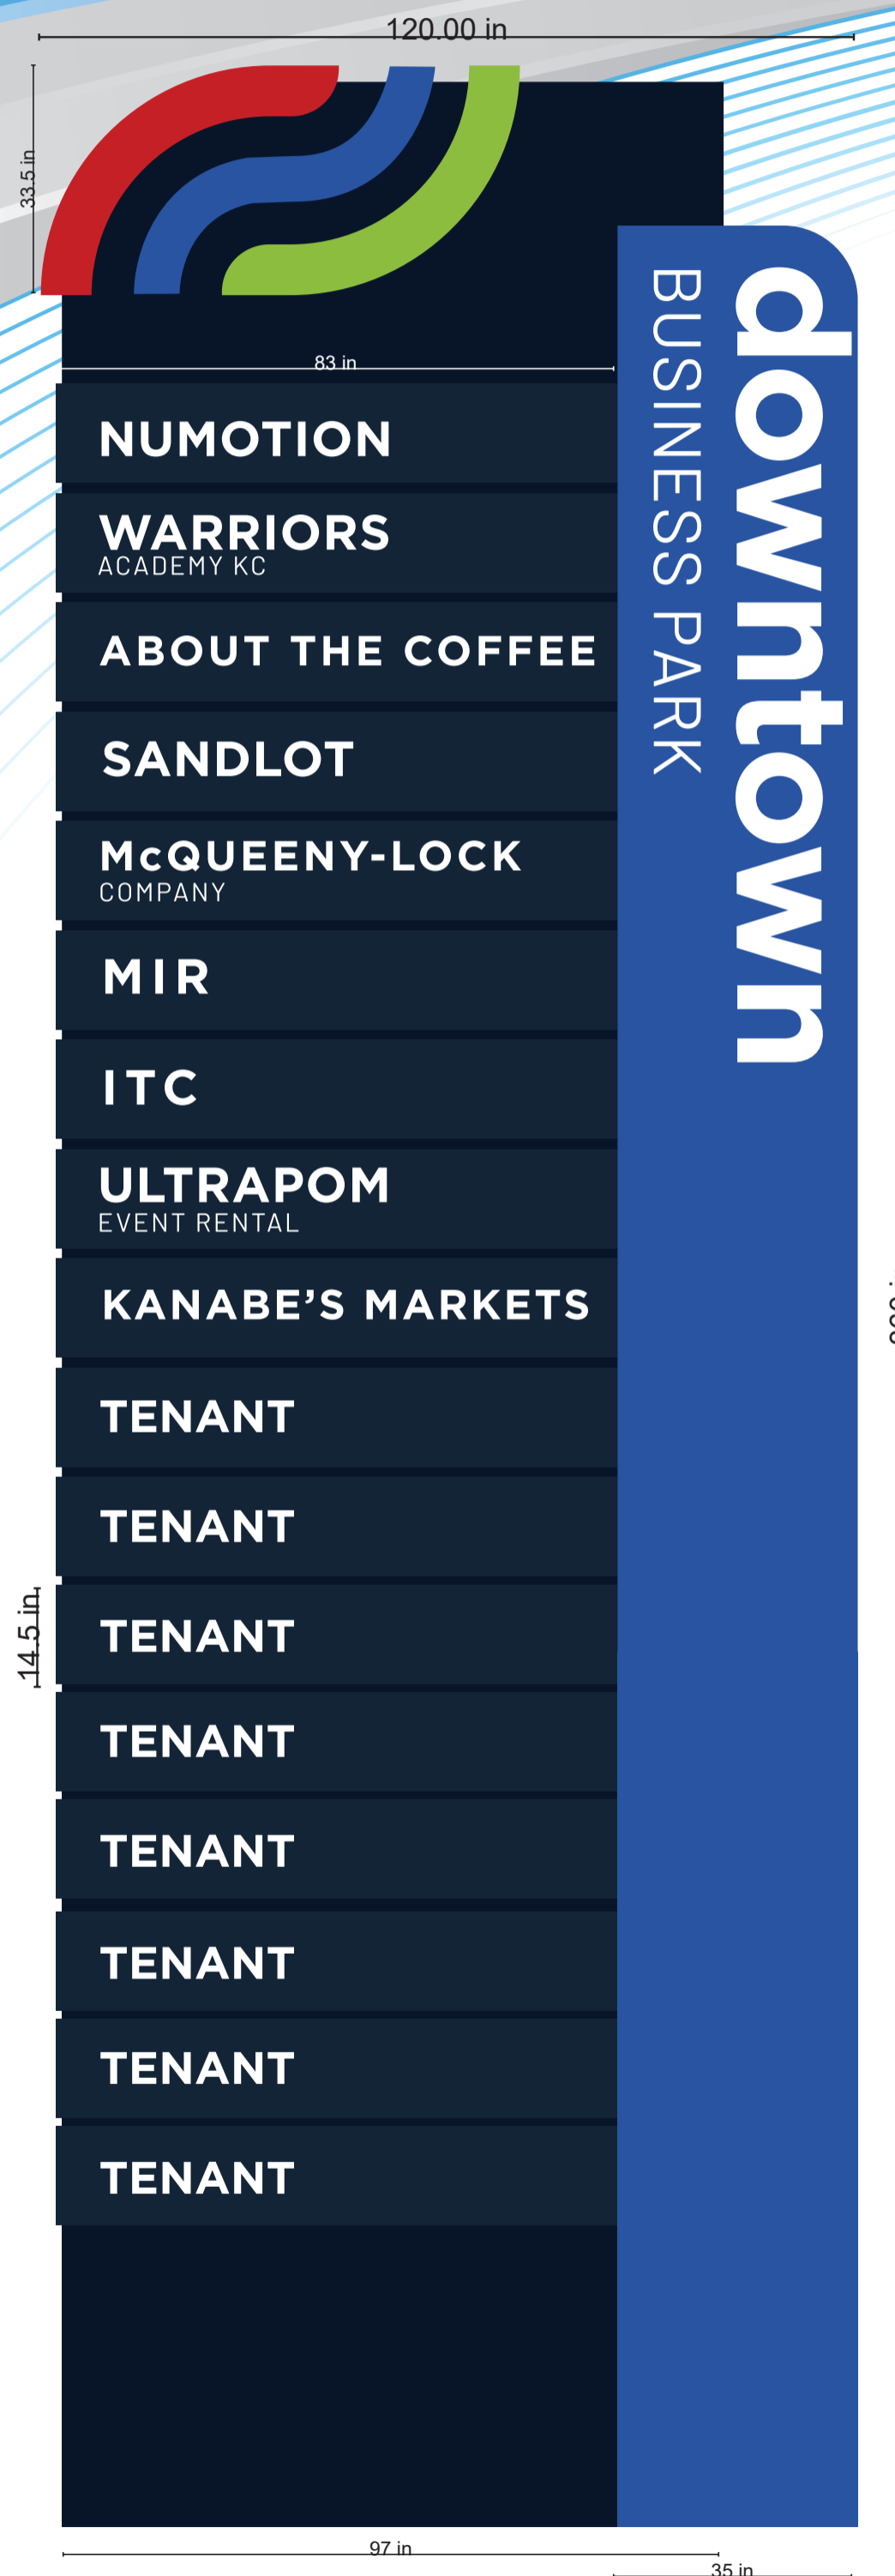 120.00 in
33.5 in
downtown
BUSINESS PARK
83 in
NUMOTION
WARRIORS
ACADEMY KC
ABOUT THE COFFEE
SANDLOT
McQUEENY-LOCK
COMPANY
MIR
ITC
ULTRAPOM
EVENT RENTAL
KANABE’S MARKETS
TENANT
TENANT
TENANT
14.5 in
TENANT
TENANT
TENANT
TENANT
TENANT
97 in
35 in